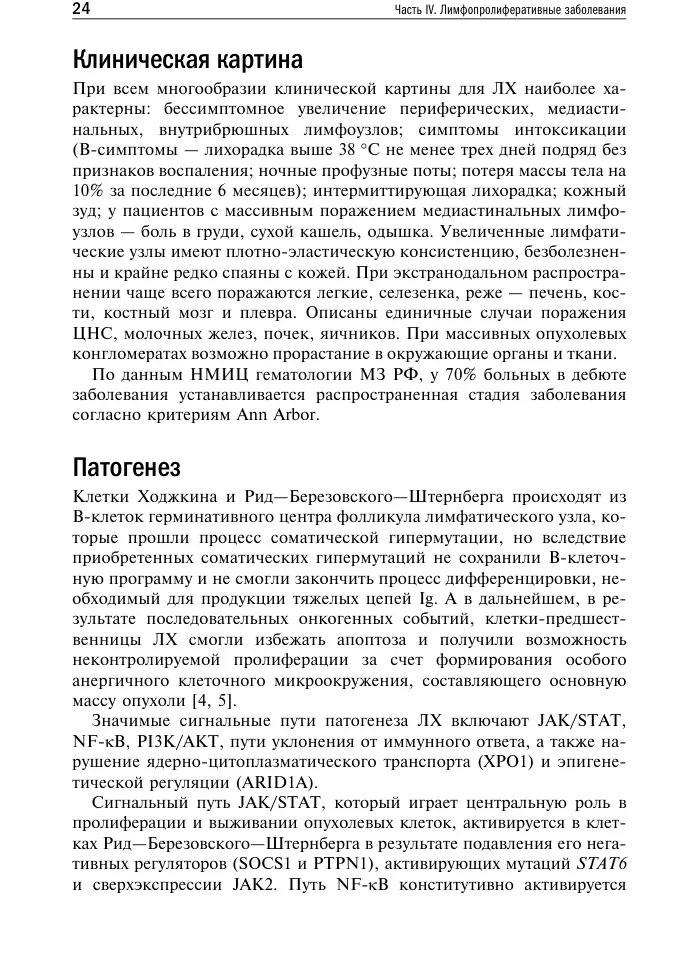 24
Часть IV. Лимфопролиферативные заболевания
Клиническая картина
При всем многообразии клинической картины для ЛХ наиболее ха-
рактерны: бессимптомное увеличение периферических, медиасти-
нальных, внутрибрюшных лимфоузлов; симптомы интоксикации
(В-симптомы — лихорадка выше 38 °С не менее трех дней подряд без
признаков воспаления; ночные профузные поты; потеря массы тела на
10% за последние 6 месяцев); интермиттирующая лихорадка; кожный
зуд; у пациентов с массивным поражением медиастинальных лимфо-
узлов — боль в груди, сухой кашель, одышка. Увеличенные лимфати-
ческие узлы имеют плотно-эластическую консистенцию, безболезнен-
ны и крайне редко спаяны с кожей. При экстранодальном распростра-
нении чаще всего поражаются легкие, селезенка, реже — печень, кос-
ти, костный мозг и плевра. Описаны единичные случаи поражения
ЦНС, молочных желез, почек, яичников. При массивных опухолевых
конгломератах возможно прорастание в окружающие органы и ткани.
По данным НМИЦ гематологии МЗ РФ, у 70% больных в дебюте
заболевания устанавливается распространенная стадия заболевания
согласно критериям Ann Arbor.
Патогенез
Клетки Ходжкина и Рид—Березовского—Штернберга происходят из
В-клеток герминативного центра фолликула лимфатического узла, ко-
торые прошли процесс соматической гипермутации, но вследствие
приобретенных соматических гипермутаций не сохранили В-клеточ-
ную программу и не смогли закончить процесс дифференцировки, не-
обходимый для продукции тяжелых цепей Ig. А в дальнейшем, в ре-
зультате последовательных онкогенных событий, клетки-предшест-
венницы ЛХ смогли избежать апоптоза и получили возможность
неконтролируемой пролиферации за счет формирования особого
анергичного клеточного микроокружения, составляющего основную
массу опухоли [4, 5].
Значимые сигнальные пути патогенеза ЛХ включают JAK/STAT,
NF-κB, PI3K/AKT, пути уклонения от иммунного ответа, а также на-
рушение ядерно-цитоплазматического транспорта (XPO1) и эпигене-
тической регуляции (ARID1A).
Сигнальный путь JAK/STAT, который играет центральную роль в
пролиферации и выживании опухолевых клеток, активируется в клет-
ках Рид—Березовского—Штернберга в результате подавления его нега-
тивных регуляторов (SOCS1 и PTPN1), активирующих мутаций STAT6
и сверхэкспрессии JAK2. Путь NF-κB конститутивно активируется